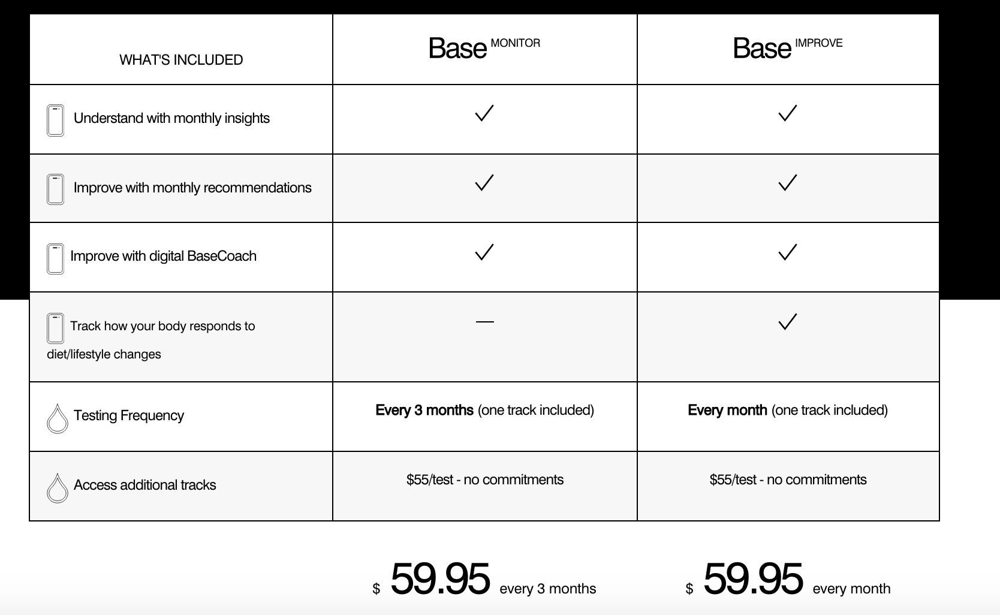 WHAT'S INCLUDED
Base MONITOR
Base IMPROVE
Understand with monthly insights
Improve with monthly recommendations
Improve with digital BaseCoach
Track how your body responds to
diet/lifestyle changes
Testing Frequency
Every 3 months (one track included)
Every month (one track included)
Access additional tracks
$55/test - no commitments
$55/test - no commitments
$ 59.95 every 3 months
$ 59.95 every month